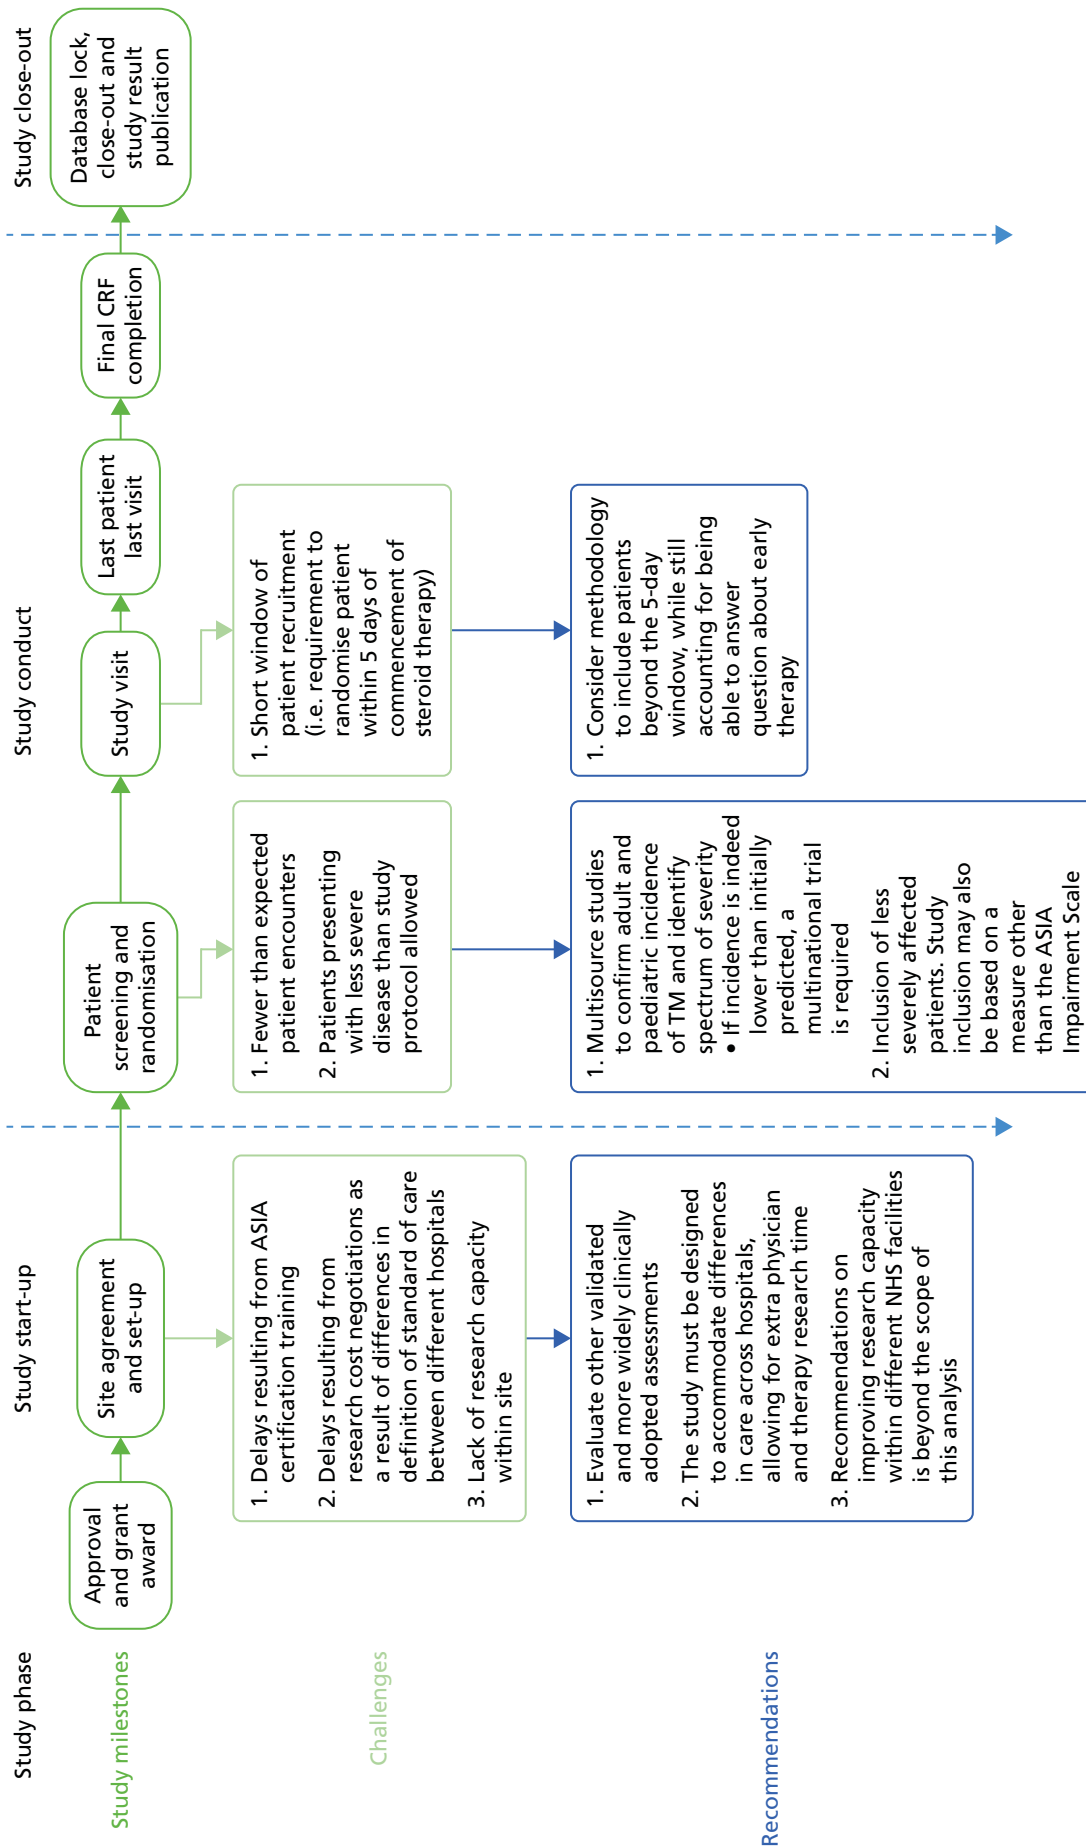 Study phase
Study start-up
Study conduct
Study close-out
Study milestones
Approval
and grant
award
Site agreement
and set-up
Patient
screening and
randomisation
Study visit
Last patient
last visit
Final CRF
completion
Database lock,
close-out and
study result
publication
Challenges
1. Delays resulting from ASIA
certification training
2. Delays resulting from
research cost negotiations as
a result of differences in
definition of standard of care
between different hospitals
3. Lack of research capacity
within site
1. Fewer than expected
patient encounters
2. Patients presenting
with less severe
disease than study
protocol allowed
1. Short window of
patient recruitment
(i.e. requirement to
randomise patient
within 5 days of
commencement of
steroid therapy)
Recommendations
1. Evaluate other validated
and more widely clinically
adopted assessments
2. The study must be designed
to accommodate differences
in care across hospitals,
allowing for extra physician
and therapy research time
3. Recommendations on
improving research capacity
within different NHS facilities
is beyond the scope of
this analysis
1. Multisource studies
to confirm adult and
paediatric incidence
of TM and identify
spectrum of severity
• If incidence is indeed
lower than initially
predicted, a
multinational trial
is required
2. Inclusion of less
severely affected
patients. Study
inclusion may also
be based on a
measure other
than the ASIA
Impairment Scale
1. Consider methodology
to include patients
beyond the 5-day
window, while still
accounting for being
able to answer
question about early
therapy